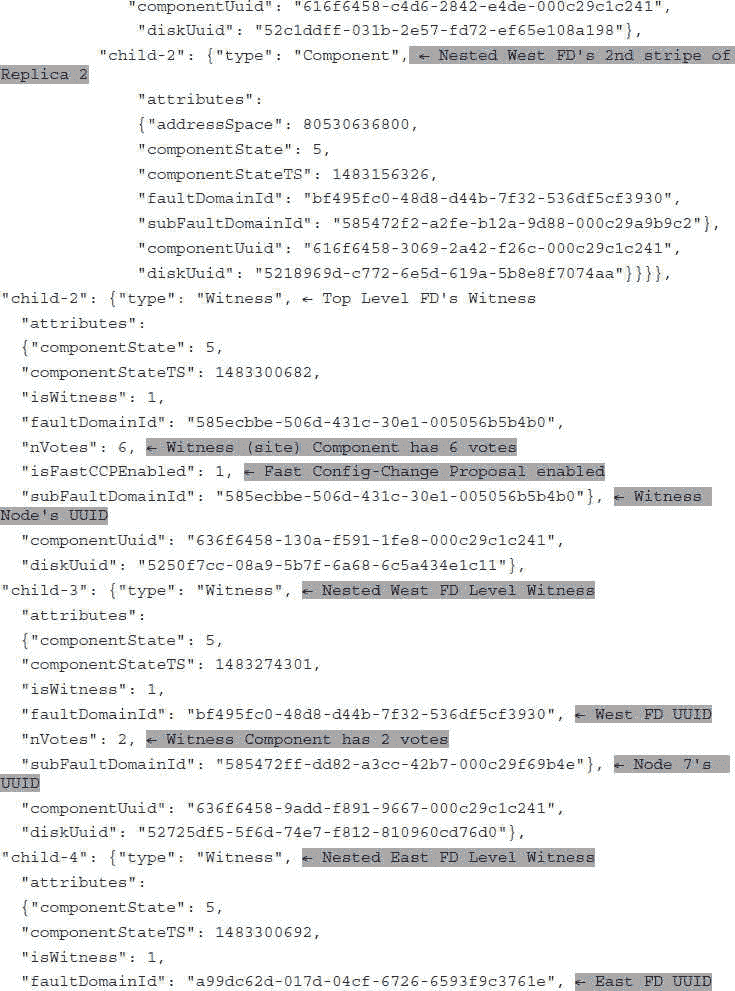 "componentUuid": "616f6458-c4d6-2842-e4de-000c29c1c241",
"diskUuid": "52c1ddff-031b-2e57-fd72-ef65e108a198"},
"child-2": {"type": "Component", ← Nested West FD's 2nd stripe of
Replica 2
"attributes":
{"addressSpace": 80530636800,
"componentState": 5,
"componentStateTS": 1483156326,
"faultDomainId": "bf495fc0-48d8-d44b-7f32-536df5cf3930",
"subFaultDomainId": "585472f2-a2fe-b12a-9d88-000c29a9b9c2"},
"componentUuid": "616f6458-3069-2a42-f26c-000c29c1c241",
"diskUuid": "5218969d-c772-6e5d-619a-5b8e8f7074aa"}}}},
"child-2": {"type": "Witness", ← Top Level FD's Witness
"attributes":
{"componentState": 5,
"componentStateTS": 1483300682,
"isWitness": 1,
"faultDomainId": "585ecbbe-506d-431c-30e1-005056b5b4b0",
"nVotes": 6, ← Witness (site) Component has 6 votes
"isFastCCPEnabled": 1, ← Fast Config-Change Proposal enabled
"subFaultDomainId": "585ecbbe-506d-431c-30e1-005056b5b4b0"}, ← Witness
Node's UUID
"componentUuid": "636f6458-130a-f591-1fe8-000c29c1c241",
"diskUuid": "5250f7cc-08a9-5b7f-6a68-6c5a434e1c11"},
"child-3": {"type": "Witness", ← Nested West FD Level Witness
"attributes":
{"componentState": 5,
"componentStateTS": 1483274301,
"isWitness": 1,
"faultDomainId": "bf495fc0-48d8-d44b-7f32-536df5cf3930", ← West FD UUID
"nVotes": 2, ← Witness Component has 2 votes
"subFaultDomainId": "585472ff-dd82-a3cc-42b7-000c29f69b4e"}, ← Node 7's
UUID
"componentUuid": "636f6458-9add-f891-9667-000c29c1c241",
"diskUuid": "52725df5-5f6d-74e7-f812-810960cd76d0"},
"child-4": {"type": "Witness", ← Nested East FD Level Witness
"attributes":
{"componentState": 5,
"componentStateTS": 1483300692,
"isWitness": 1,
"faultDomainId": "a99dc62d-017d-04cf-6726-6593f9c3761e", ← East FD UUID